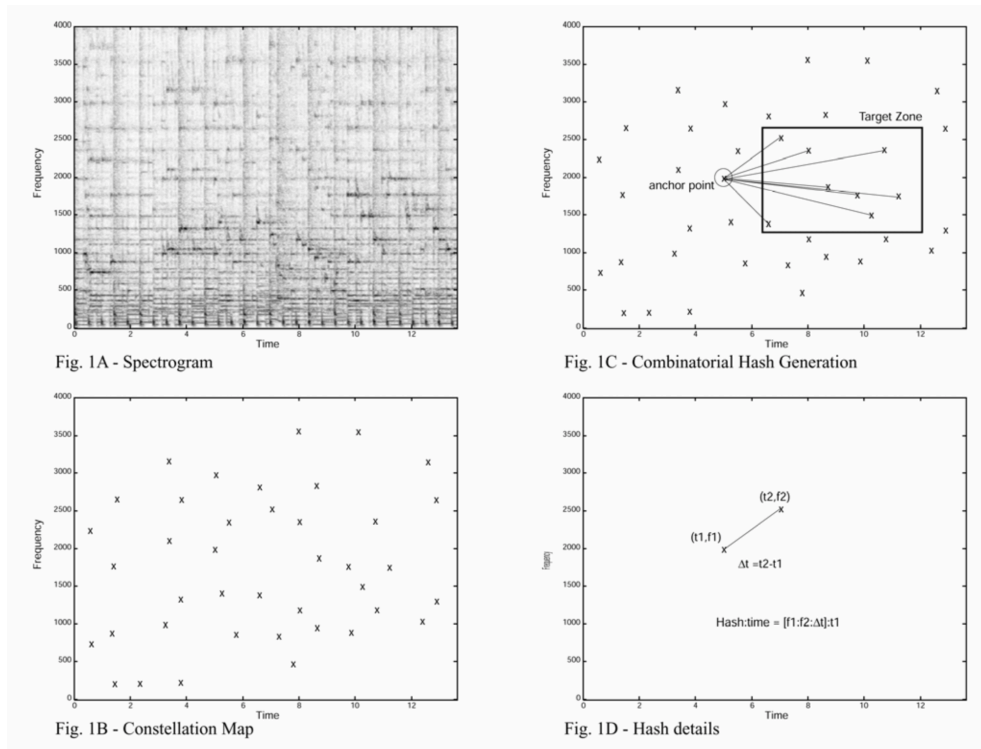 4000
3500
3000
2500
2000
1500
1000
500
0
Frequency
0 2 4 6 8 10 12
Time
Fig. 1A - Spectrogram
4000
3500
3000
2500
2000
1500
1000
500
0
Frequency
Target Zone
anchor point
0 2 4 6 8 10 12
Time
Fig. 1C - Combinatorial Hash Generation
4000
3500
3000
2500
2000
1500
1000
500
0
Frequency
0 2 4 6 8 10 12
Time
Fig. 1B - Constellation Map
4000
3500
3000
2500
2000
1500
1000
500
0
Frequency
(t2,f2)
(t1,f1)
Δt =t2-t1
Hash:time = [f1:f2:Δt]:t1
0 2 4 6 8 10 12
Time
Fig. 1D - Hash details